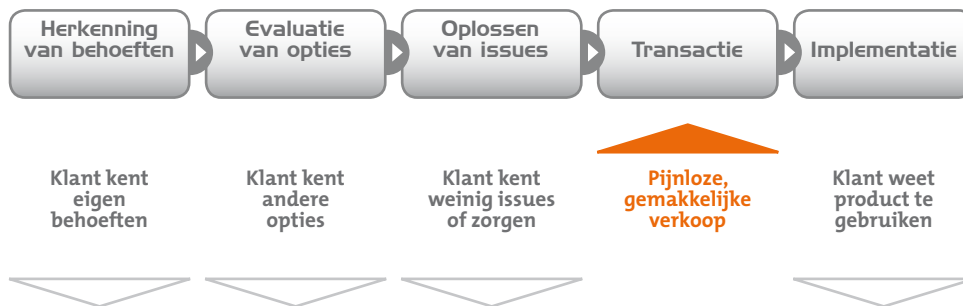 Herkenning
van behoeften
Evaluatie
van opties
Oplossen
van issues
Transactie
Implementatie
Klant kent
eigen
behoeften
Klant kent
andere
opties
Klant kent
weinig issues
of zorgen
Pijnloze,
gemakkelijke
verkoop
Klant weet
product te
gebruiken